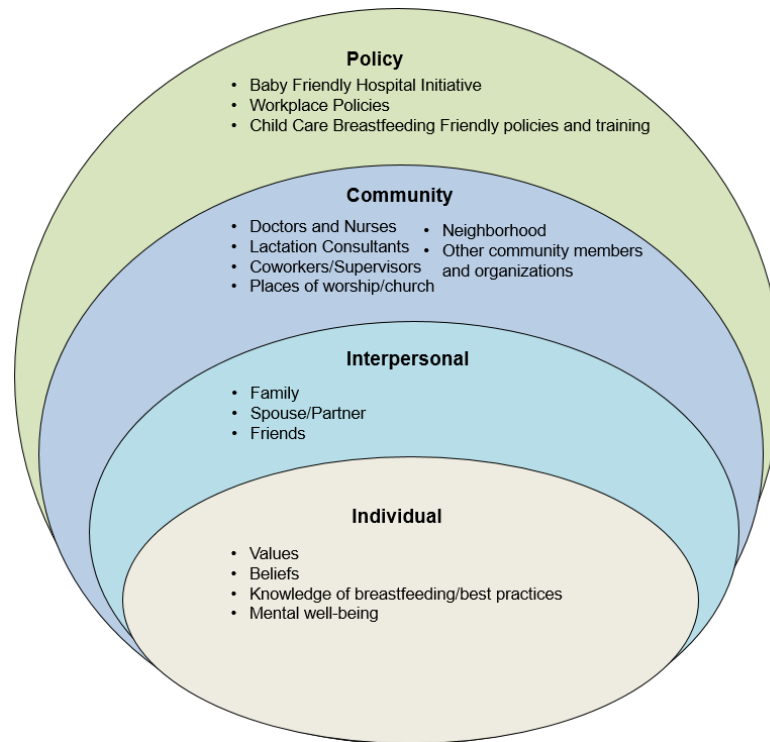 Policy
• Baby Friendly Hospital Initiative
• Workplace Policies
• Child Care Breastfeeding Friendly policies and training
Community
• Doctors and Nurses
• Lactation Consultants
• Coworkers/Supervisors
• Places of worship/church
• Neighborhood
• Other community members
and organizations
Interpersonal
• Family
• Spouse/Partner
• Friends
Individual
• Values
• Beliefs
• Knowledge of breastfeeding/best practices
• Mental well-being